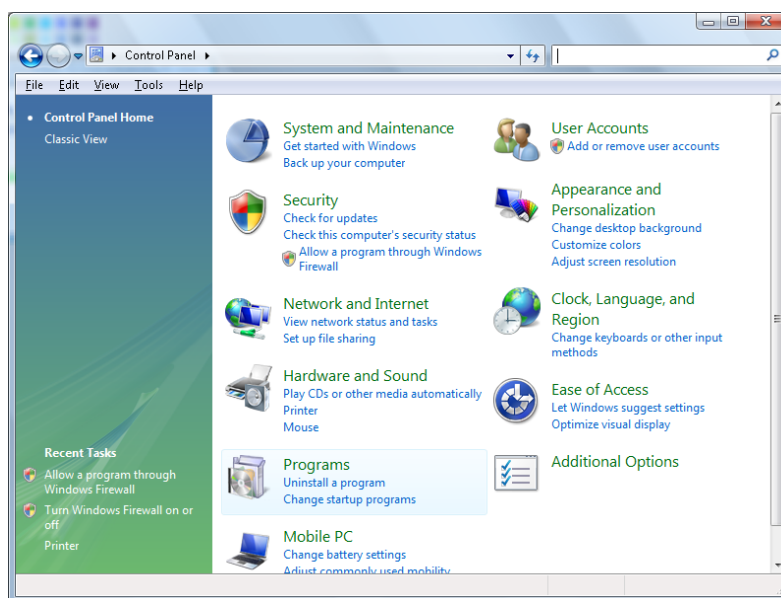 Control Panel
File Edit View Tools Help
Control Panel Home
Classic View
System and Maintenance
Get started with Windows
Back up your computer
Security
Check for updates
Check this computer's security status
Allow a program through Windows
Firewall
Network and Internet
View network status and tasks
Set up file sharing
Hardware and Sound
Play CDs or other media automatically
Printer
Mouse
Programs
Uninstall a program
Change startup programs
Mobile PC
Change battery settings
Adjust commonly used mobility
User Accounts
Add or remove user accounts
Appearance and
Personalization
Change desktop background
Customize colors
Adjust screen resolution
Clock, Language, and
Region
Change keyboards or other input
methods
Ease of Access
Let Windows suggest settings
Optimize visual display
Additional Options
Recent Tasks
Allow a program through
Windows Firewall
Turn Windows Firewall on or
off
Printer